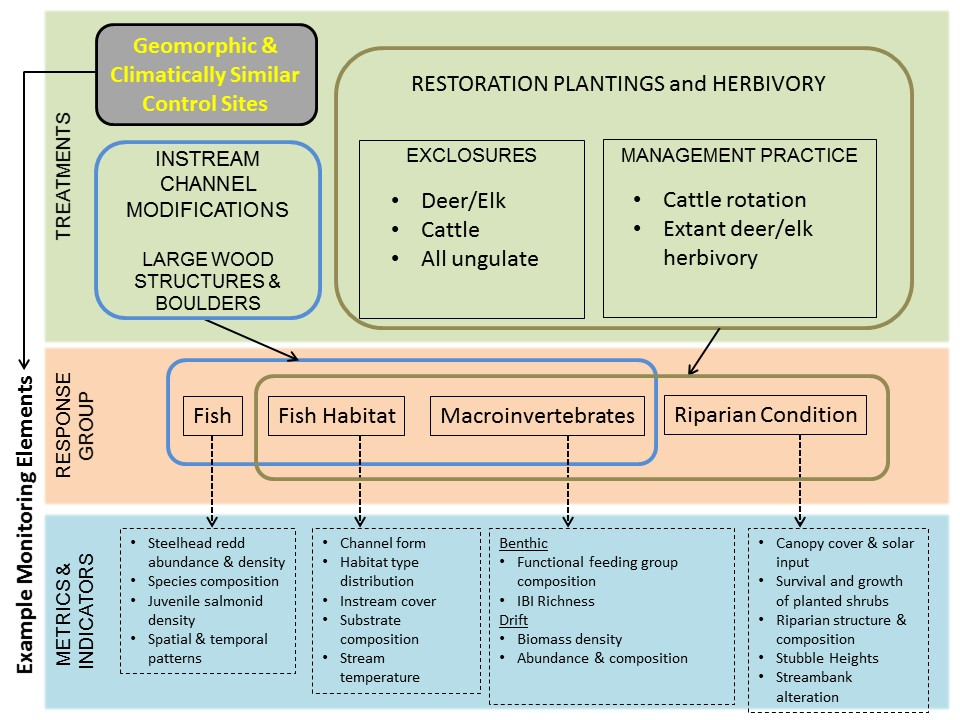 Geomorphic &
Climatically Similar
Control Sites
RESTORATION PLANTINGS and HERBIVORY
TREATMENTS
INSTREAM
CHANNEL
MODIFICATIONS
LARGE WOOD
STRUCTURES &
BOULDERS
EXCLOSURES
• Deer/Elk
• Cattle
• All ungulate
MANAGEMENT PRACTICE
• Cattle rotation
• Extant deer/elk
herbivory
Example Monitoring Elements
RESPONSE
GROUP
Fish
Fish Habitat
Macroinvertebrates
Riparian Condition
METRICS &
INDICATORS
• Steelhead redd
abundance & density
• Species composition
• Juvenile salmonid
density
• Spatial & temporal
patterns
• Channel form
• Habitat type
distribution
• Instream cover
• Substrate
composition
• Stream
temperature
Benthic
• Functional feeding group
composition
• IBI Richness
Drift
• Biomass density
• Abundance & composition
• Canopy cover & solar
input
• Survival and growth
of planted shrubs
• Riparian structure &
composition
• Stubble Heights
• Streambank
alteration